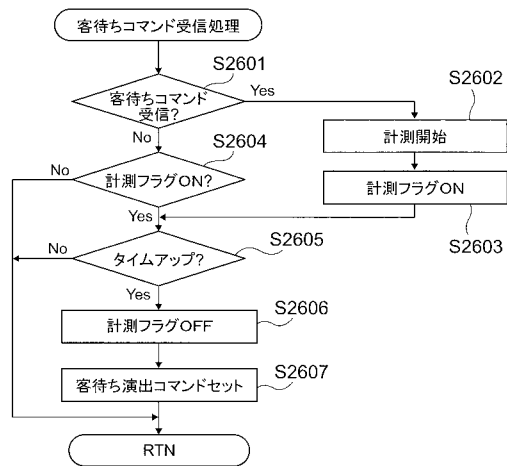 客待ちコマンド受信処理
S2601
客待ちコマンド
受信?
Yes
S2602
計測開始
No
S2604
計測フラグON?
No
計測フラグON
S2603
Yes
S2605
タイムアップ?
No
Yes
S2606
計測フラグOFF
S2607
客待ち演出コマンドセット
RTN